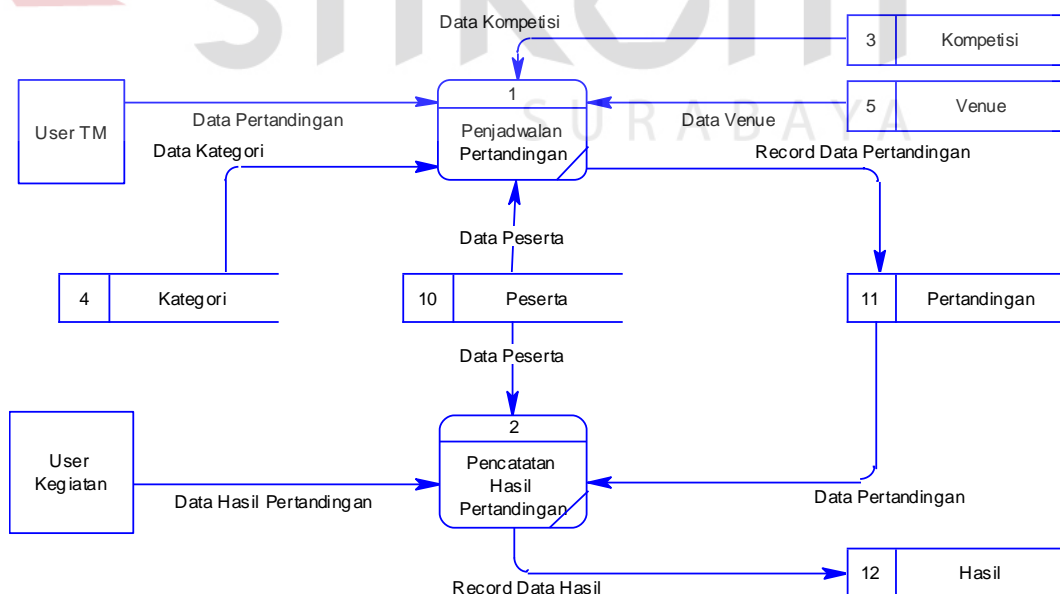 Data Kompetisi
3 Kompetisi
1
User TM
Data Pertandingan
Penjadwalan
Pertandingan
5 Venue
Data Venue
SURABAYA
Data Kategori
Record Data Pertandingan
Data Peserta
4 Kategori
10 Peserta
11 Pertandingan
Data Peserta
2
User
Kegiatan
Pencatatan
Hasil
Pertandingan
Data Hasil Pertandingan
Data Pertandingan
12 Hasil
Record Data Hasil